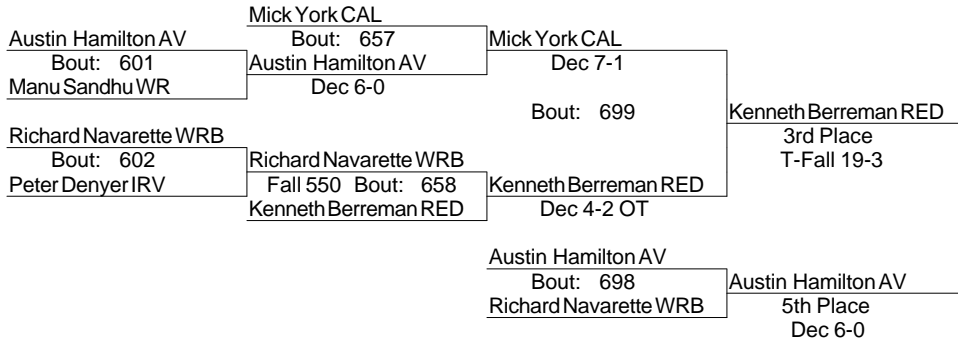 Mick York CAL
Austin Hamilton AV
Bout: 657
Mick York CAL
Bout: 601
Austin Hamilton AV
Dec 7-1
Manu Sandhu WR
Dec 6-0
Bout: 699
Kenneth Berreman RED
Richard Navarette WRB
3rd Place
Bout: 602
Richard Navarette WRB
T-Fall 19-3
Peter Denyer IRV
Fall 550 Bout: 658
Kenneth Berreman RED
Kenneth Berreman RED
Dec 4-2 OT
Austin Hamilton AV
Bout: 698
Austin Hamilton AV
Richard Navarette WRB
5th Place
Dec 6-0